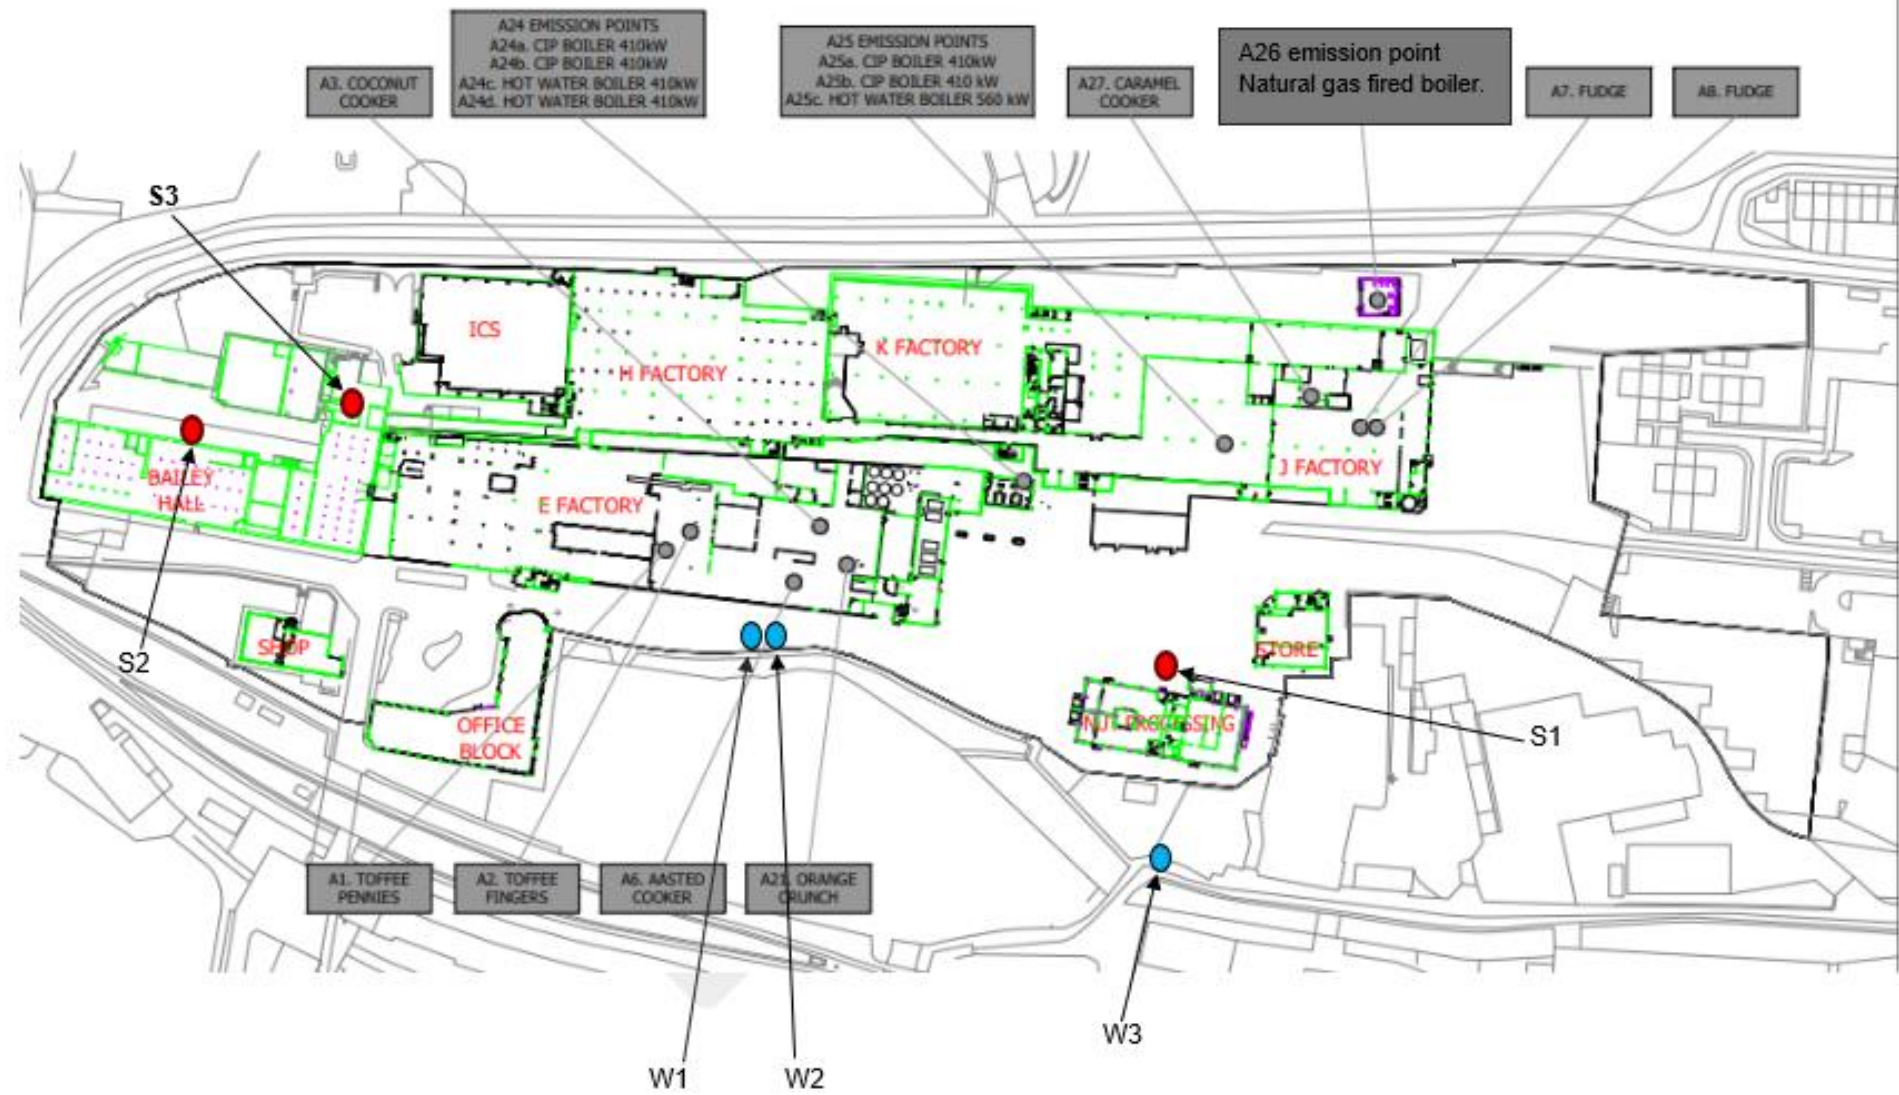 A3. COCONUT
COOKER
A24 EMISSION POINTS
A24a. CIP BOILER 410kW
A24b. CIP BOILER 410kW
A24c. HOT WATER BOILER 410kW
A24d. HOT WATER BOILER 410kW
A25 EMISSION POINTS
A25a. CIP BOILER 410kW
A25b. CIP BOILER 410 kW
A25c. HOT WATER BOILER 560 kW
A27. CARAMEL
COOKER
A26 emission point
Natural gas fired boiler.
A7. FUDGE
A8. FUDGE
S3
ICS
H FACTORY
K FACTORY
J FACTORY
BAILEY
HALL
E FACTORY
S2
SHOP
OFFICE
BLOCK
STORE
NUT PROCESSING
S1
A1. TOFFEE
PENNIES
A2. TOFFEE
FINGERS
A6. AASTED
COOKER
A21. ORANGE
CRUNCH
W3
W1
W2